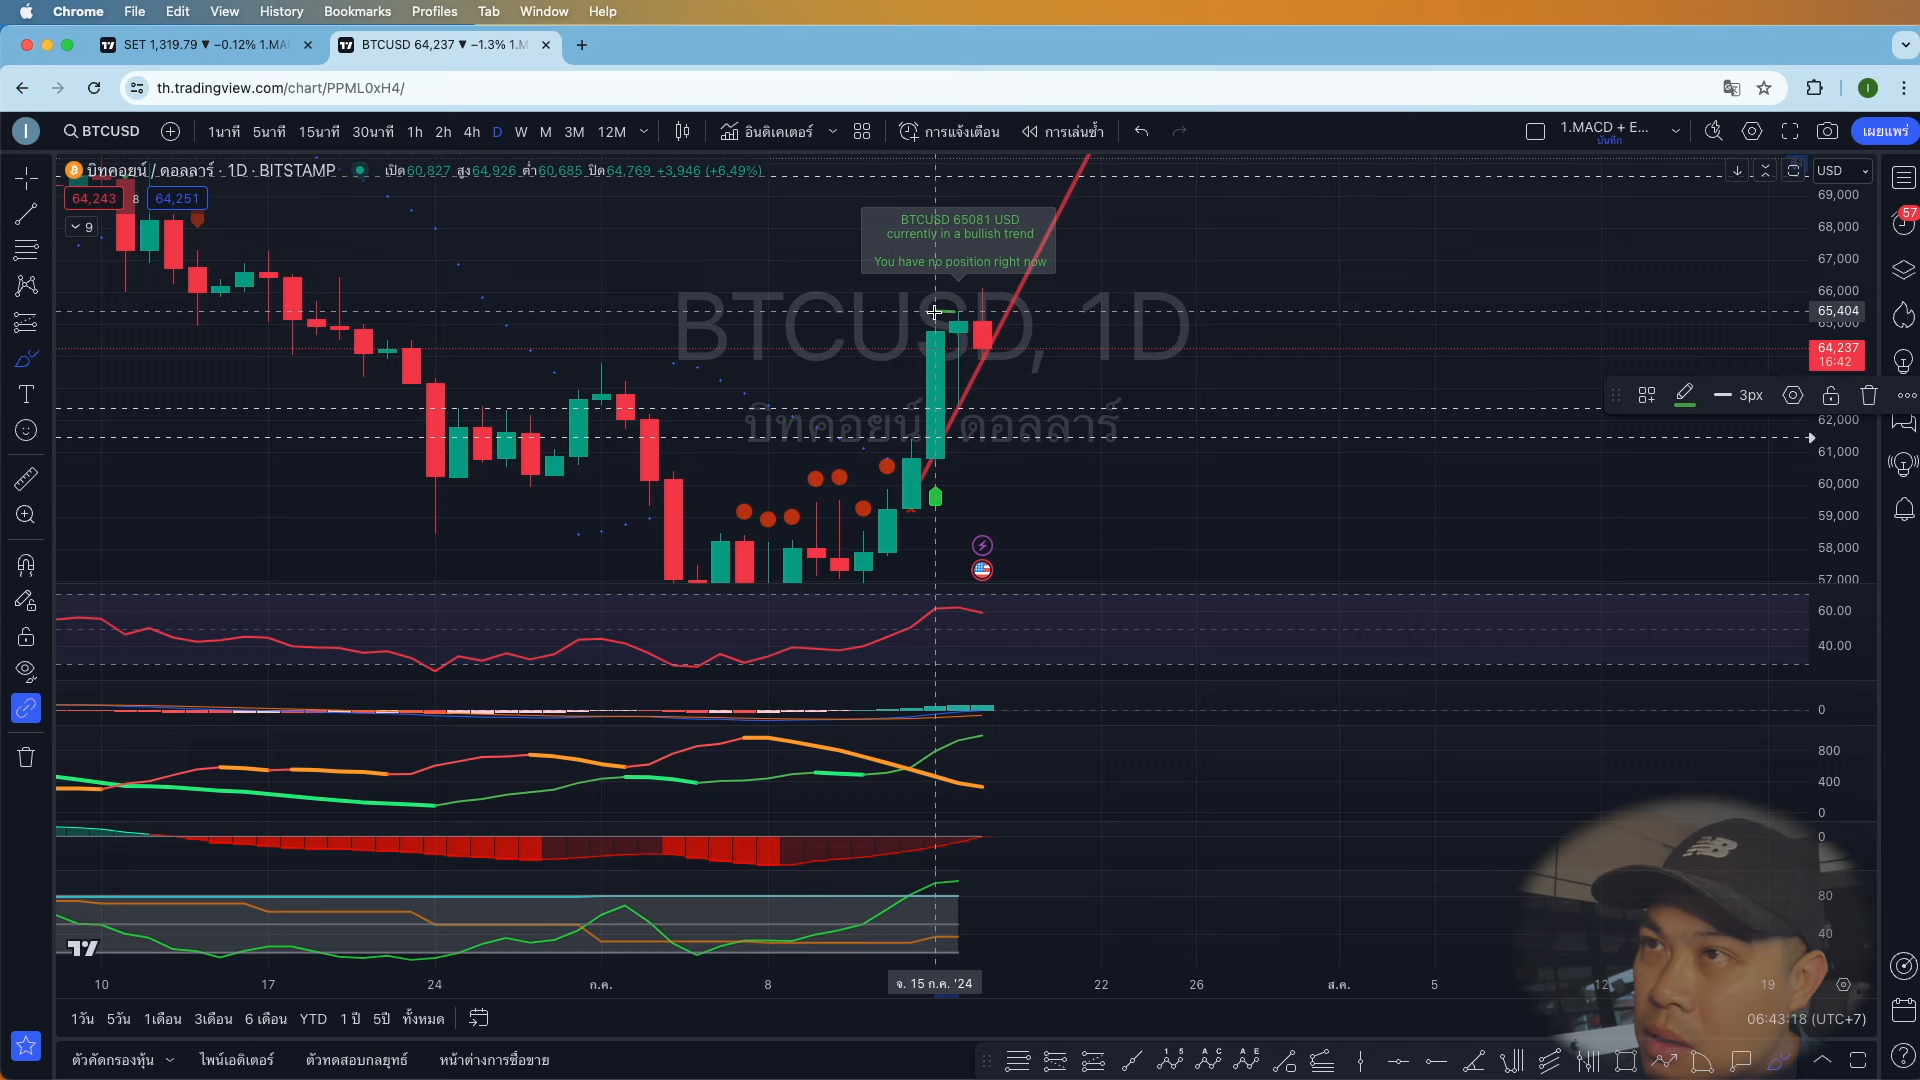 Chrome File Edit View History Bookmarks Profiles Tab Window Help
SET 1,319.79 ▼ −0.12% 1.MA
BTCUSD 64,237 ▼ −1.3% 1.M
th.tradingview.com/chart/PPML0xH4/
I
I BTCUSD 1นาที 5นาที 15นาที 30นาที 1h 2h 4h D W M 3M 12M อินดิเคเตอร์ การแจ้งเตือน การเล่นซ้ำ 1.MACD + E... เผยแพร่
บันทึก
บิทคอยน์ / ดอลลาร์ · 1D · BITSTAMP เปิด60,827 สูง64,926 ต่ำ60,685 ปิด64,769 +3,946 (+6.49%)
USD
64,243 8 64,251
9
BTCUSD 65081 USD
currently in a bullish trend
You have no position right now
BTCUSD, 1D
บิทคอยน์ / ดอลลาร์
69,000
68,000
67,000
66,000
65,404
65,000
64,237
16:42
62,000
61,000
60,000
59,000
58,000
57,000
57
3px
60.00
40.00
0
800
400
0
0
80
40
10 17 24 ก.ค. 8 จ. 15 ก.ค. '24 22 26 ส.ค. 5 12 19
1วัน 5วัน 1เดือน 3เดือน 6 เดือน YTD 1 ปี 5ปี ทั้งหมด
06:43:18 (UTC+7)
ตัวคัดกรองหุ้น ไพน์เอดิเตอร์ ตัวทดสอบกลยุทธ์ หน้าต่างการซื้อขาย